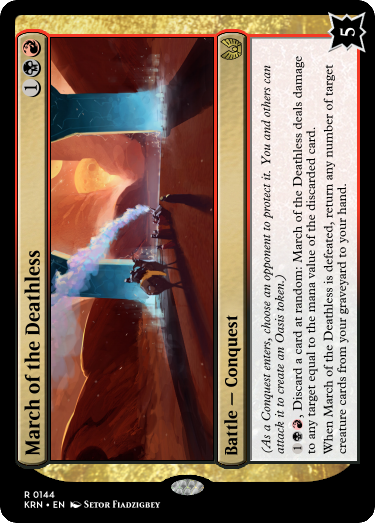 March of the Deathless
1
Battle — Conquest
(As a Conquest enters, choose an opponent to protect it. You and others can
attack it to create an Oasis token.)
1, Discard a card at random: March of the Deathless deals damage
to any target equal to the mana value of the discarded card.
When March of the Deathless is defeated, return any number of target
creature cards from your graveyard to your hand.
5
R 0144
KRN • EN Setor Fiadzigbey